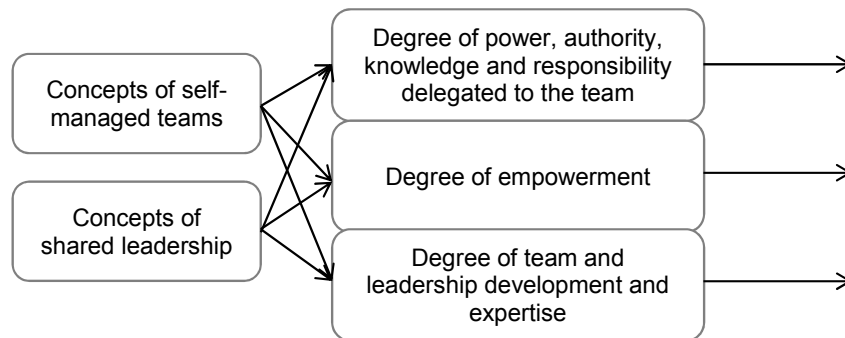 Concepts of self-
managed teams
Concepts of
shared leadership
Degree of power, authority,
knowledge and responsibility
delegated to the team
Degree of empowerment
Degree of team and
leadership development and
expertise